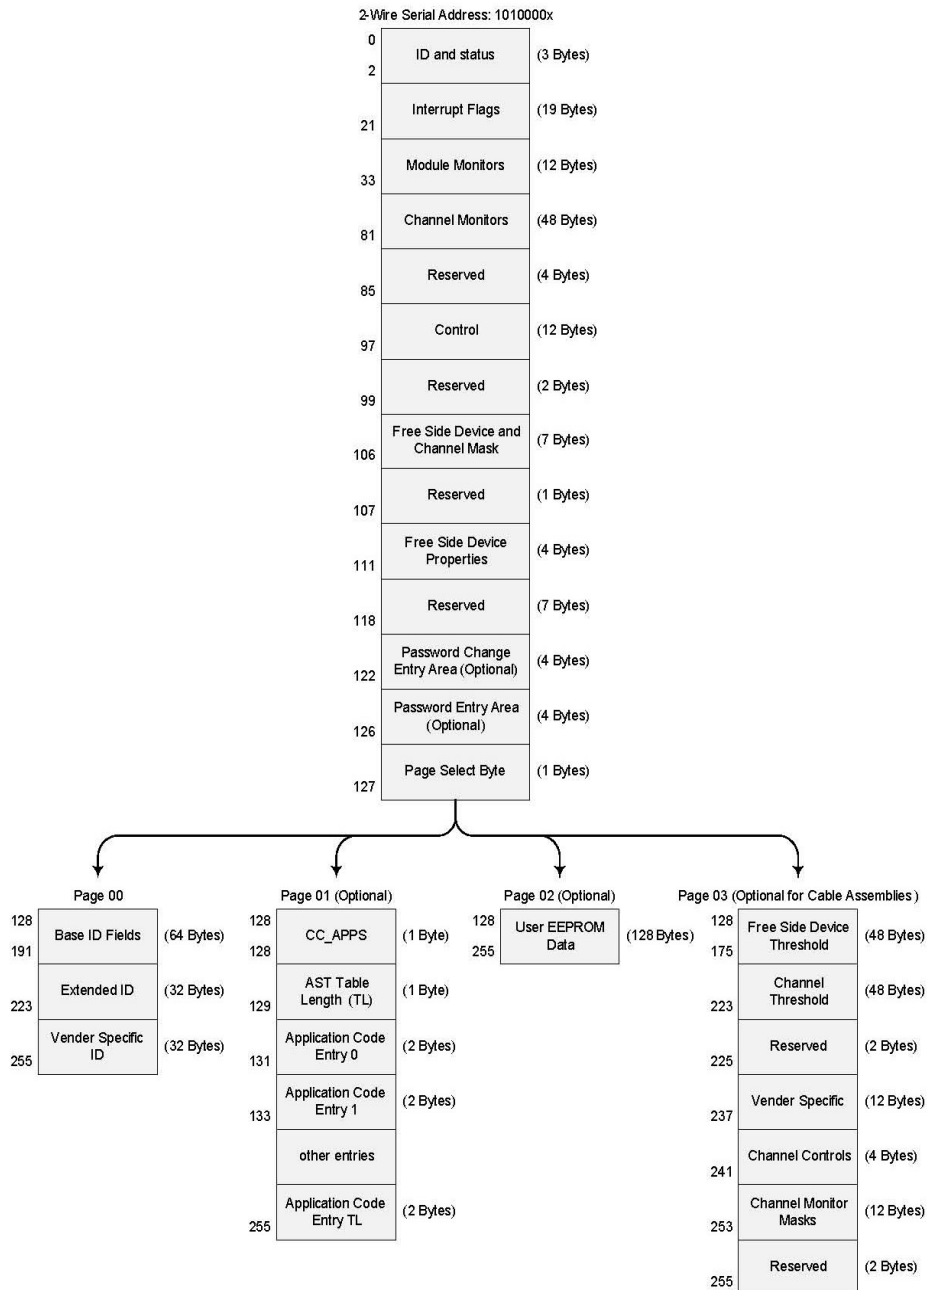 2-Wire Serial Address: 1010000x
0
ID and status (3 Bytes)
2
Interrupt Flags (19 Bytes)
21
Module Monitors (12 Bytes)
33
Channel Monitors (48 Bytes)
81
Reserved (4 Bytes)
85
Control (12 Bytes)
97
Reserved (2 Bytes)
99
Free Side Device and
Channel Mask (7 Bytes)
106
Reserved (1 Bytes)
107
Free Side Device
Properties (4 Bytes)
111
Reserved (7 Bytes)
118
Password Change
Entry Area (Optional) (4 Bytes)
122
Password Entry Area
(Optional) (4 Bytes)
126
Page Select Byte (1 Bytes)
127
Page 00
128
Base ID Fields (64 Bytes)
191
Extended ID (32 Bytes)
223
Vender Specific
ID (32 Bytes)
255
Page 01 (Optional)
128
CC_APPS (1 Byte)
128
AST Table
Length (TL) (1 Byte)
129
Application Code
Entry 0 (2 Bytes)
131
Application Code
Entry 1 (2 Bytes)
133
other entries
Application Code
Entry TL (2 Bytes)
255
Page 02 (Optional)
128
User EEPROM
Data (128 Bytes)
255
Page 03 (Optional for Cable Assemblies )
128
Free Side Device
Threshold (48 Bytes)
175
Channel
Threshold (48 Bytes)
223
Reserved (2 Bytes)
225
Vender Specific (12 Bytes)
237
Channel Controls (4 Bytes)
241
Channel Monitor
Masks (12 Bytes)
253
Reserved (2 Bytes)
255